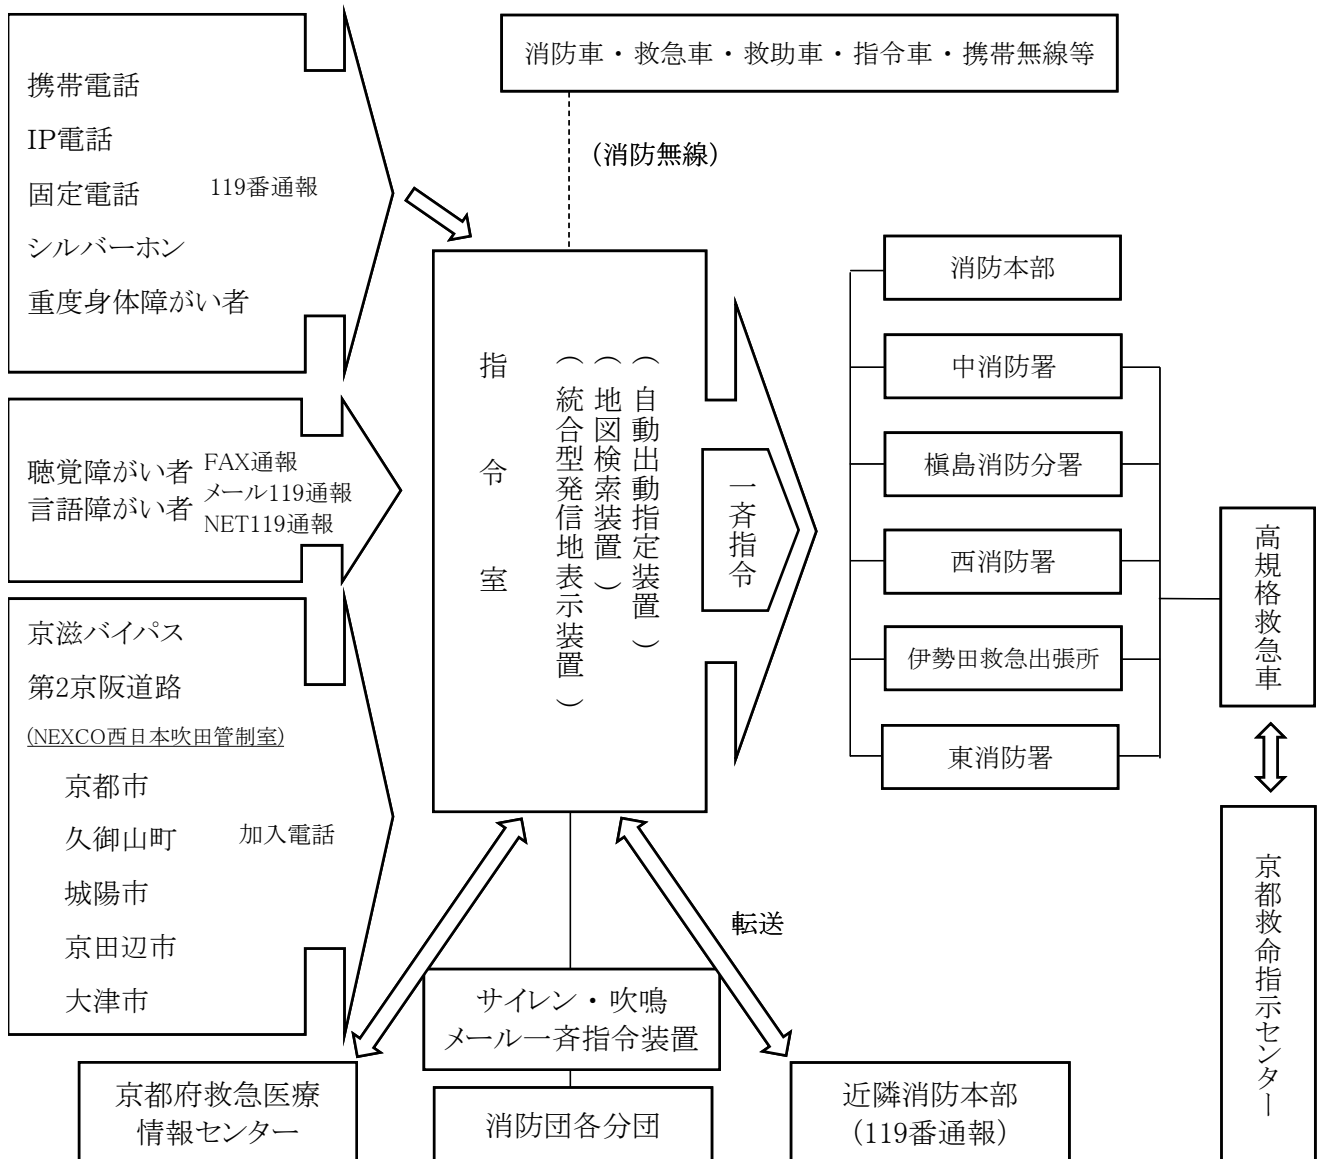 消防車・救急車・救助車・指令車・携帯無線等
(消防無線)
携帯電話
IP電話
固定電話
119番通報
シルバーホン
重度身体障がい者
聴覚障がい者
言語障がい者
FAX通報
メール119通報
NET119通報
京滋バイパス
第2京阪道路
(NEXCO西日本吹田管制室)
京都市
久御山町
加入電話
城陽市
京田辺市
大津市
指令室
(自動出動指定装置)
(地図検索装置)
(統合型発信地表示装置)
一斉指令
消防本部
中消防署
槇島消防分署
西消防署
伊勢田救急出張所
東消防署
高規格救急車
京都救命指示センター
転送
サイレン・吹鳴
メール一斉指令装置
京都府救急医療
情報センター
消防団各分団
近隣消防本部
(119番通報)